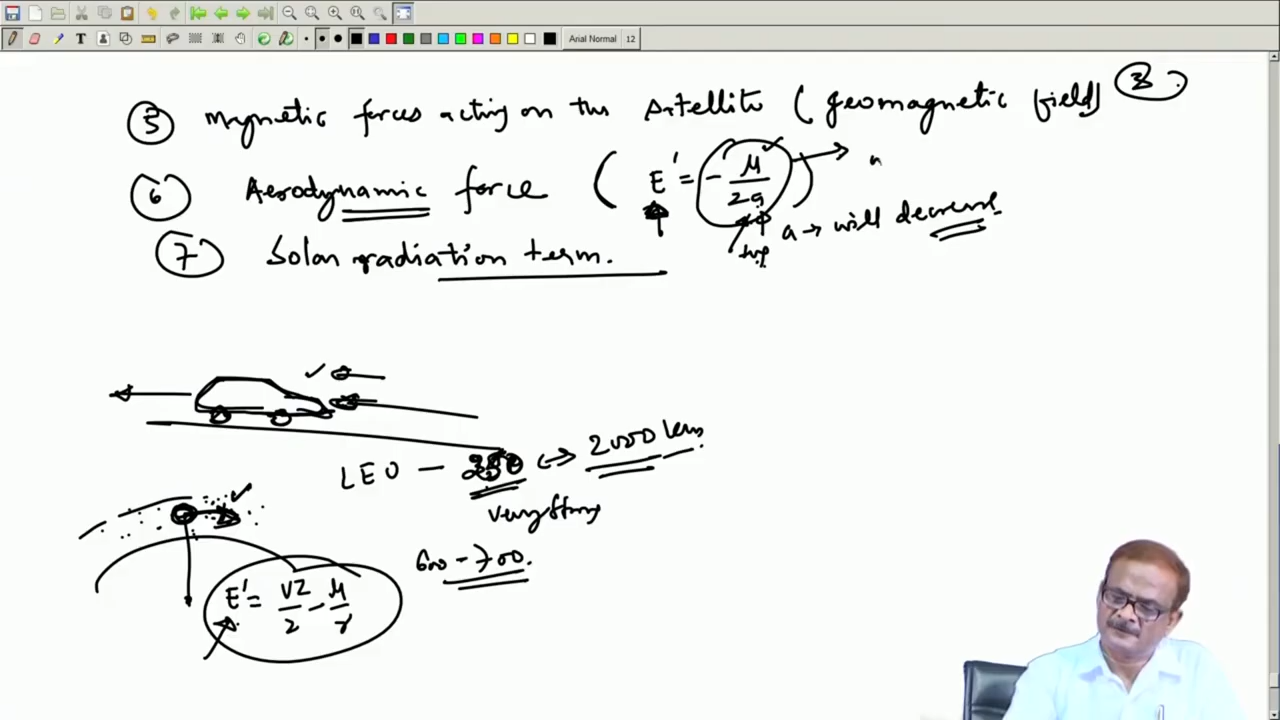 Arial Normal 12
8
5 Magnetic forces acting on the satellite (geomagnetic field)
6 Aerodynamic force ( E' = - μ/2a )
a → will decrease
7 Solar radiation term.
LEO - 250 ↔ 2000 km
very strong
600 - 700.
E' = V2/2 - μ/r